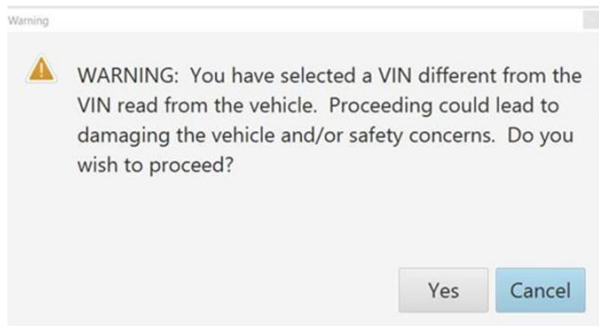 Warning
WARNING:  You have selected a VIN different from the
VIN read from the vehicle.  Proceeding could lead to
damaging the vehicle and/or safety concerns.  Do you
wish to proceed?
Yes
Cancel